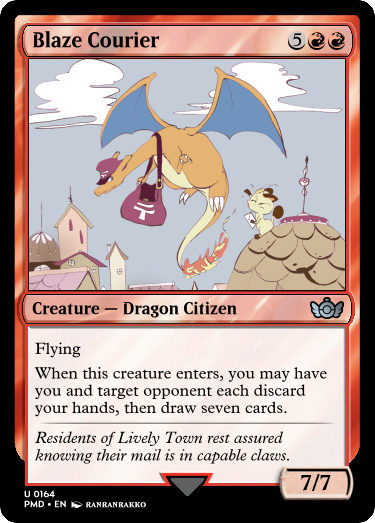 Blaze Courier 5
〒
Creature — Dragon Citizen
Flying
When this creature enters, you may have
you and target opponent each discard
your hands, then draw seven cards.
Residents of Lively Town rest assured
knowing their mail is in capable claws.
7/7
U 0164
PMD • EN RANRANRAKKO